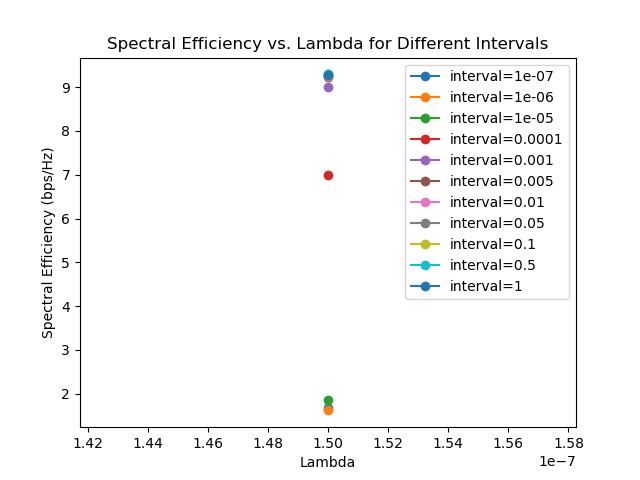 Spectral Efficiency vs. Lambda for Different Intervals
Spectral Efficiency (bps/Hz)
9
8
7
6
5
4
3
2
interval=1e-07
interval=1e-06
interval=1e-05
interval=0.0001
interval=0.001
interval=0.005
interval=0.01
interval=0.05
interval=0.1
interval=0.5
interval=1
1.42 1.44 1.46 1.48 1.50 1.52 1.54 1.56 1.58
1e−7
Lambda